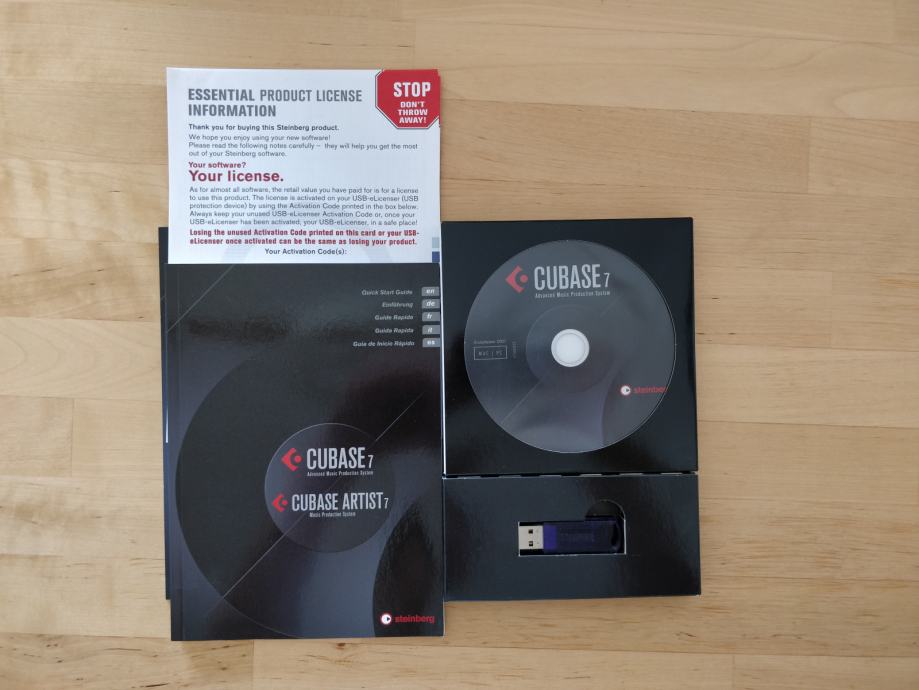 ESSENTIAL PRODUCT LICENSE
INFORMATION
STOP
DON'T
THROW
AWAY!
Thank you for buying this Steinberg product.
We hope you enjoy using your new software!
Please read the following notes carefully – they will help you get the most
out of your Steinberg software.
Your software?
Your license.
As for almost all software, the retail value you have paid for is for a license
to use this product. The license is activated on your USB-eLicenser (USB
protection device) by using the Activation Code printed in the box below.
Always keep your unused USB-eLicenser Activation Code or, once your
USB-eLicenser has been activated, your USB-eLicenser, in a safe place!
Losing the unused Activation Code printed on this card or your USB-
eLicenser once activated can be the same as losing your product.
Your Activation Code(s):
Quick Start Guide en
Einführung de
Guide Rapide fr
Guida Rapida it
Guía de Inicio Rápido es
CUBASE 7
Advanced Music Production System
CUBASE ARTIST 7
Music Production System
steinberg
CUBASE 7
Advanced Music Production System
MAC | PC
steinberg